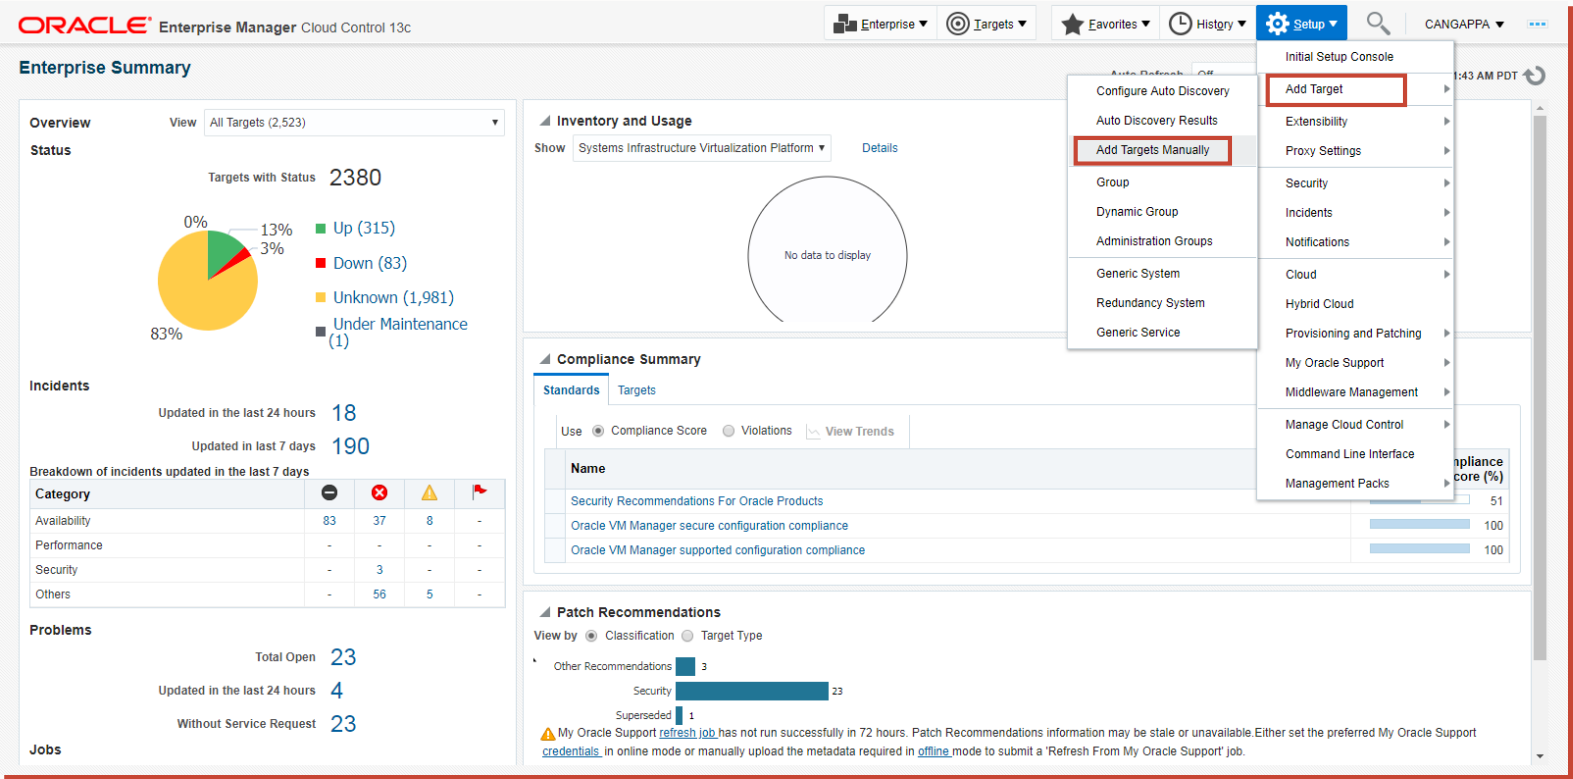 ORACLE Enterprise Manager Cloud Control 13c
Enterprise Targets Favorites History Setup CANGAPPA
Enterprise Summary
Auto Refresh Off 1:43 AM PDT
Overview View All Targets (2,523)
Status
Targets with Status 2380
0%
13%
3%
83%
Up (315)
Down (83)
Unknown (1,981)
Under Maintenance
(1)
Incidents
Updated in the last 24 hours 18
Updated in last 7 days 190
Breakdown of incidents updated in the last 7 days
Category
Availability 83 37 8 -
Performance - - - -
Security - 3 - -
Others - 56 5 -
Problems
Total Open 23
Updated in the last 24 hours 4
Without Service Request 23
Jobs
Inventory and Usage
Show Systems Infrastructure Virtualization Platform Details
No data to display
Compliance Summary
Standards Targets
Use Compliance Score Violations View Trends
Name
mpliance
core (%)
Security Recommendations For Oracle Products 51
Oracle VM Manager secure configuration compliance 100
Oracle VM Manager supported configuration compliance 100
Patch Recommendations
View by Classification Target Type
Other Recommendations 3
Security 23
Superseded 1
My Oracle Support refresh job has not run successfully in 72 hours. Patch Recommendations information may be stale or unavailable.Either set the preferred My Oracle Support
credentials in online mode or manually upload the metadata required in offline mode to submit a 'Refresh From My Oracle Support' job.
Configure Auto Discovery
Auto Discovery Results
Add Targets Manually
Group
Dynamic Group
Administration Groups
Generic System
Redundancy System
Generic Service
Initial Setup Console
Add Target
Extensibility
Proxy Settings
Security
Incidents
Notifications
Cloud
Hybrid Cloud
Provisioning and Patching
My Oracle Support
Middleware Management
Manage Cloud Control
Command Line Interface
Management Packs